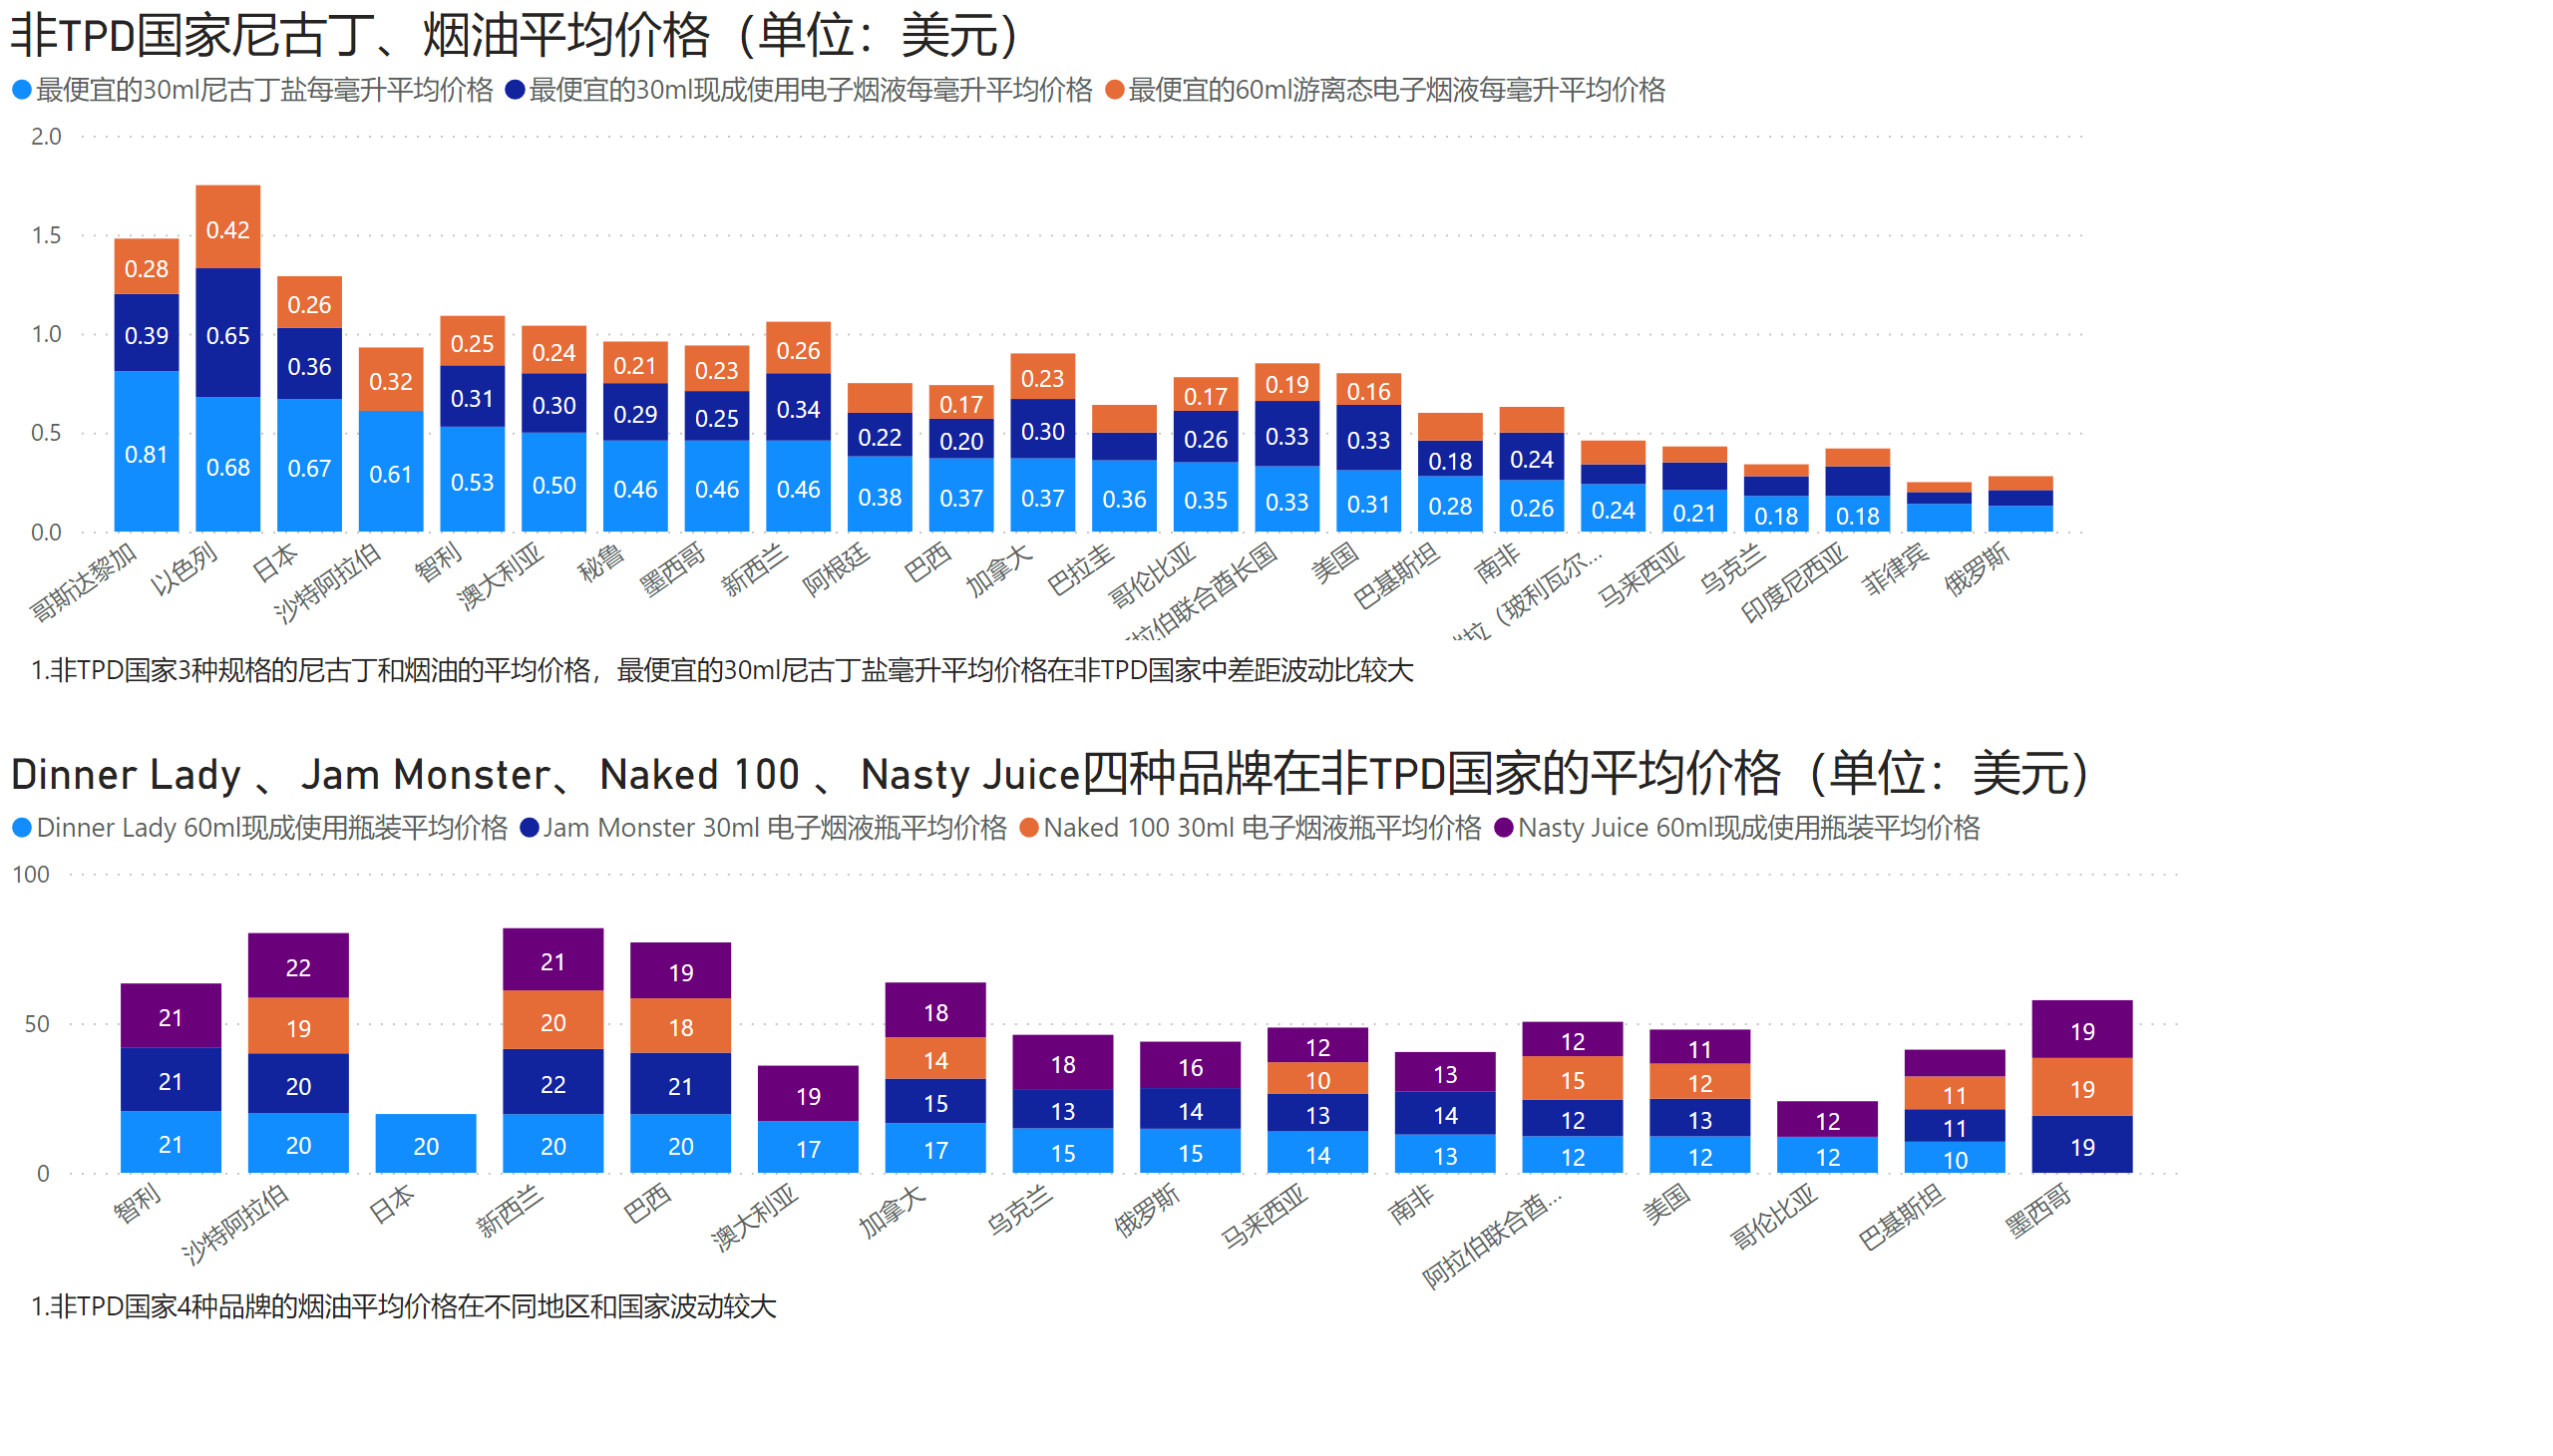 非TPD国家尼古丁、烟油平均价格（单位：美元）
最便宜的30ml尼古丁盐每毫升平均价格 最便宜的30ml现成使用电子烟液每毫升平均价格 最便宜的60ml游离态电子烟液每毫升平均价格
2.0
1.5
1.0
0.5
0.0
0.28 0.42 0.26 0.32 0.25 0.24 0.21 0.23 0.26 0.17 0.23 0.17 0.19 0.16
0.39 0.65 0.36 0.31 0.30 0.29 0.25 0.34 0.22 0.20 0.30 0.26 0.33 0.33 0.18 0.24
0.81 0.68 0.67 0.61 0.53 0.50 0.46 0.46 0.46 0.38 0.37 0.37 0.36 0.35 0.33 0.31 0.28 0.26 0.24 0.21 0.18 0.18
哥斯达黎加 以色列 日本 沙特阿拉伯 智利 澳大利亚 秘鲁 墨西哥 新西兰 阿根廷 巴西 加拿大 巴拉圭 哥伦比亚 拉伯联合酋长国 美国 巴基斯坦 南非 拉（玻利瓦尔... 马来西亚 乌克兰 印度尼西亚 菲律宾 俄罗斯
1.非TPD国家3种规格的尼古丁和烟油的平均价格，最便宜的30ml尼古丁盐毫升平均价格在非TPD国家中差距波动比较大
Dinner Lady 、Jam Monster、 Naked 100 、 Nasty Juice四种品牌在非TPD国家的平均价格（单位：美元）
Dinner Lady 60ml现成使用瓶装平均价格 Jam Monster 30ml 电子烟液瓶平均价格 Naked 100 30ml 电子烟液瓶平均价格 Nasty Juice 60ml现成使用瓶装平均价格
100
50
0
21 22 21 19 19 18 18 16 12 13 12 11 12 19
19 20 18 14 10 15 12 11 19
21 20 22 21 15 13 14 13 14 12 13 11 19
21 20 20 20 20 17 17 15 15 14 13 12 12 12 10
智利 沙特阿拉伯 日本 新西兰 巴西 澳大利亚 加拿大 乌克兰 俄罗斯 马来西亚 南非 阿拉伯联合酋... 美国 哥伦比亚 巴基斯坦 墨西哥
1.非TPD国家4种品牌的烟油平均价格在不同地区和国家波动较大